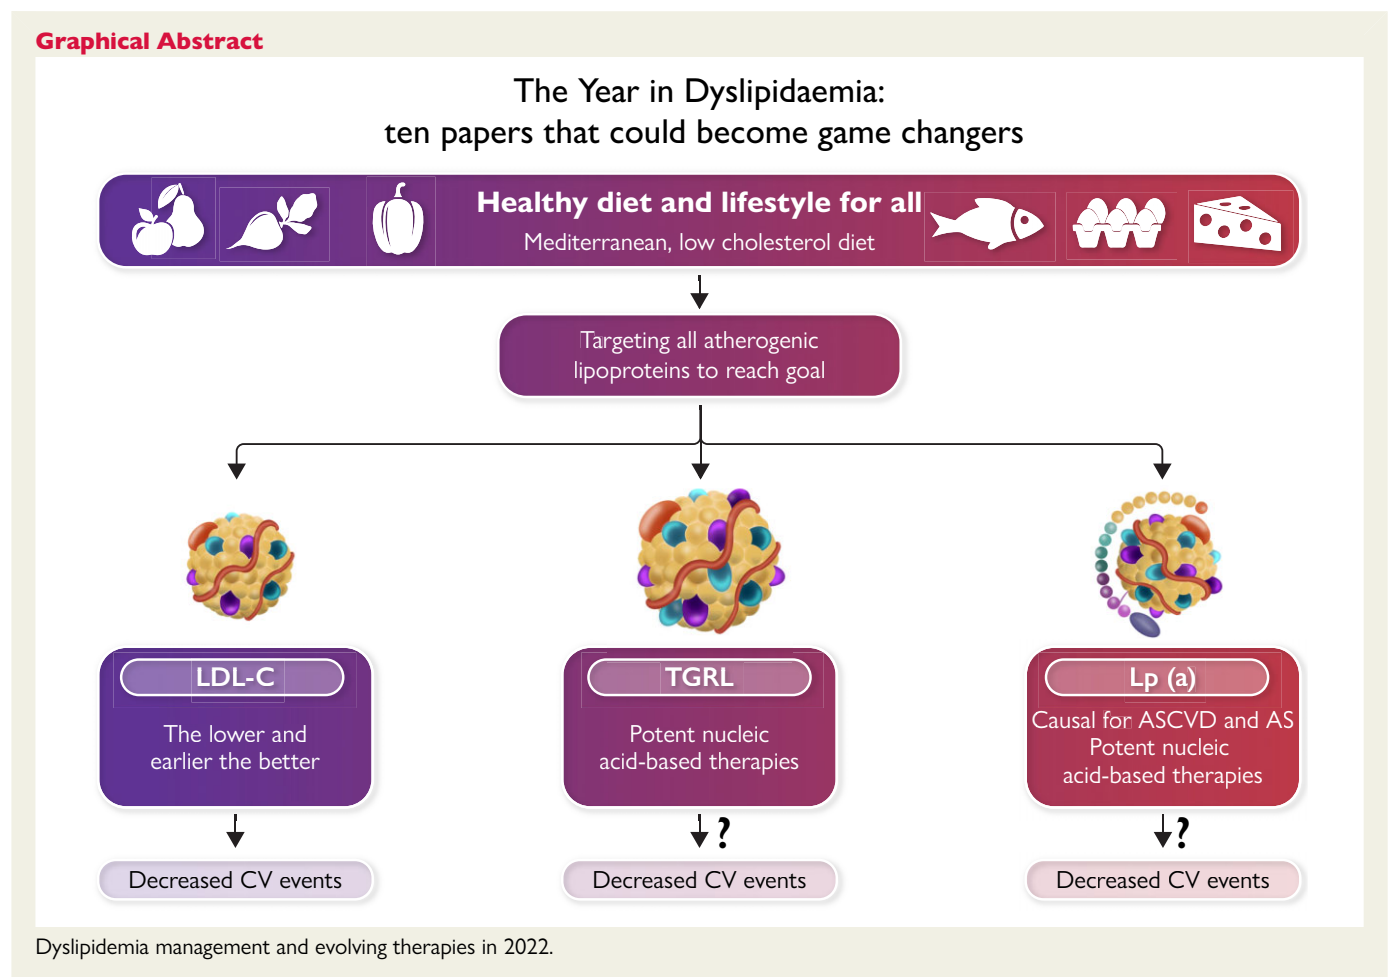 Graphical Abstract
The Year in Dyslipidaemia:
ten papers that could become game changers
Healthy diet and lifestyle for all
Mediterranean, low cholesterol diet
Targeting all atherogenic
lipoproteins to reach goal
LDL-C
The lower and
earlier the better
Decreased CV events
TGRL
Potent nucleic
acid-based therapies
?
Decreased CV events
Lp (a)
Causal for ASCVD and AS
Potent nucleic
acid-based therapies
?
Decreased CV events
Dyslipidemia management and evolving therapies in 2022.